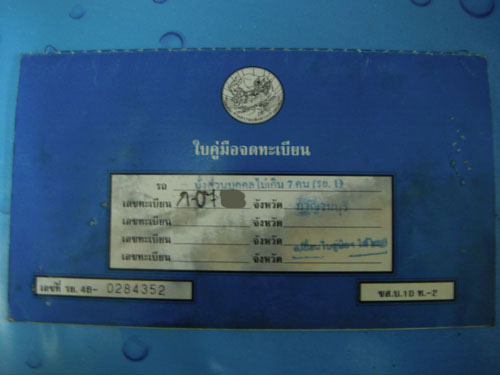 ใบคู่มือจดทะเบียน
รถ นั่งส่วนบุคคลไม่เกิน 7 คน (รย. 1)
เลขทะเบียน จังหวัด
เลขทะเบียน จังหวัด
เลขทะเบียน จังหวัด
เลขทะเบียน จังหวัด
เลขที่ รย. 4B- 0284352
ขส.บ.10 ท.-2